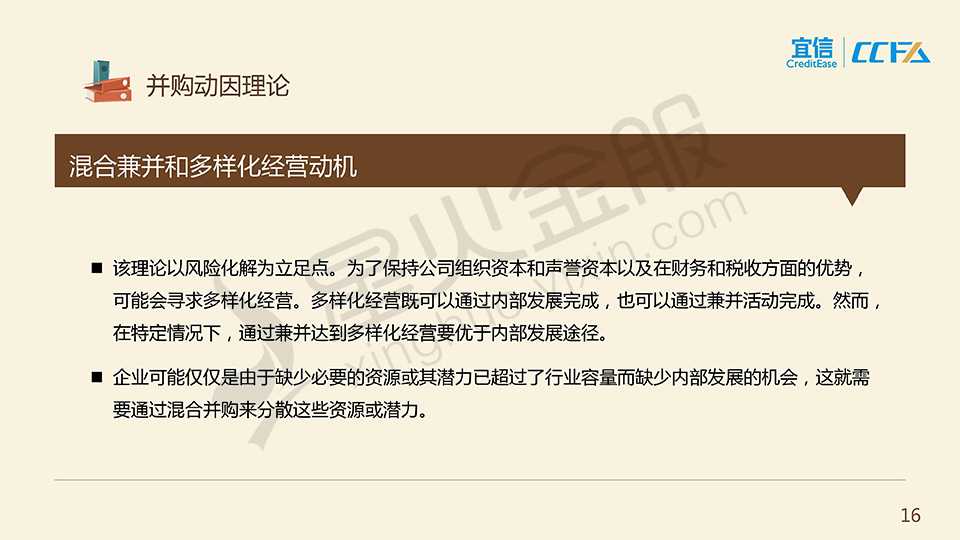 宜信
CreditEase
CCFA
并购动因理论
混合兼并和多样化经营动机
■ 该理论以风险化解为立足点。为了保持公司组织资本和声誉资本以及在财务和税收方面的优势，
可能会寻求多样化经营。多样化经营既可以通过内部发展完成，也可以通过兼并活动完成。然而，
在特定情况下，通过兼并达到多样化经营要优于内部发展途径。
■ 企业可能仅仅是由于缺少必要的资源或其潜力已超过了行业容量而缺少内部发展的机会，这就需
要通过混合并购来分散这些资源或潜力。
星火金服
xinghuo.yixin.com
16